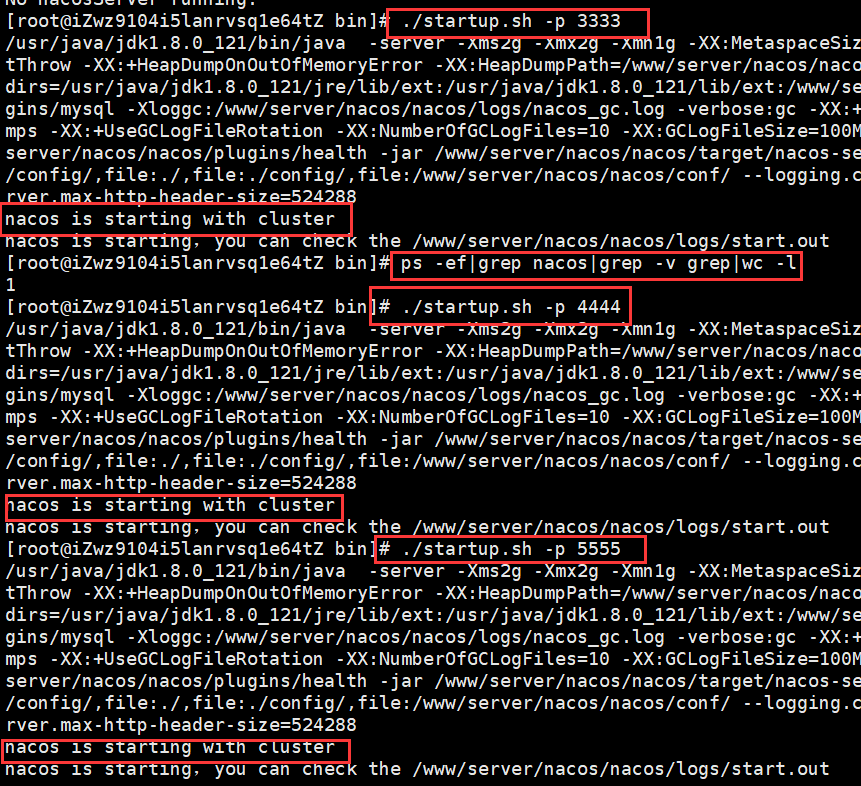 No nacosServer running.
[root@iZwz9104i5lanrvsq1e64tZ bin]# ./startup.sh -p 3333
/usr/java/jdk1.8.0_121/bin/java  -server -Xms2g -Xmx2g -Xmn1g -XX:MetaspaceSiz
tThrow -XX:+HeapDumpOnOutOfMemoryError -XX:HeapDumpPath=/www/server/nacos/naco
dirs=/usr/java/jdk1.8.0_121/jre/lib/ext:/usr/java/jdk1.8.0_121/lib/ext:/www/se
gins/mysql -Xloggc:/www/server/nacos/nacos/logs/nacos_gc.log -verbose:gc -XX:+
mps -XX:+UseGCLogFileRotation -XX:NumberOfGCLogFiles=10 -XX:GCLogFileSize=100M
server/nacos/nacos/plugins/health -jar /www/server/nacos/nacos/target/nacos-se
/config/,file:./,file:./config/,file:/www/server/nacos/nacos/conf/ --logging.c
rver.max-http-header-size=524288
nacos is starting with cluster
nacos is starting，you can check the /www/server/nacos/nacos/logs/start.out
[root@iZwz9104i5lanrvsq1e64tZ bin]# ps -ef|grep nacos|grep -v grep|wc -l
1
[root@iZwz9104i5lanrvsq1e64tZ bin]# ./startup.sh -p 4444
/usr/java/jdk1.8.0_121/bin/java  -server -Xms2g -Xmx2g -Xmn1g -XX:MetaspaceSiz
tThrow -XX:+HeapDumpOnOutOfMemoryError -XX:HeapDumpPath=/www/server/nacos/naco
dirs=/usr/java/jdk1.8.0_121/jre/lib/ext:/usr/java/jdk1.8.0_121/lib/ext:/www/se
gins/mysql -Xloggc:/www/server/nacos/nacos/logs/nacos_gc.log -verbose:gc -XX:+
mps -XX:+UseGCLogFileRotation -XX:NumberOfGCLogFiles=10 -XX:GCLogFileSize=100M
server/nacos/nacos/plugins/health -jar /www/server/nacos/nacos/target/nacos-se
/config/,file:./,file:./config/,file:/www/server/nacos/nacos/conf/ --logging.c
rver.max-http-header-size=524288
nacos is starting with cluster
nacos is starting，you can check the /www/server/nacos/nacos/logs/start.out
[root@iZwz9104i5lanrvsq1e64tZ bin]# ./startup.sh -p 5555
/usr/java/jdk1.8.0_121/bin/java  -server -Xms2g -Xmx2g -Xmn1g -XX:MetaspaceSiz
tThrow -XX:+HeapDumpOnOutOfMemoryError -XX:HeapDumpPath=/www/server/nacos/naco
dirs=/usr/java/jdk1.8.0_121/jre/lib/ext:/usr/java/jdk1.8.0_121/lib/ext:/www/se
gins/mysql -Xloggc:/www/server/nacos/nacos/logs/nacos_gc.log -verbose:gc -XX:+
mps -XX:+UseGCLogFileRotation -XX:NumberOfGCLogFiles=10 -XX:GCLogFileSize=100M
server/nacos/nacos/plugins/health -jar /www/server/nacos/nacos/target/nacos-se
/config/,file:./,file:./config/,file:/www/server/nacos/nacos/conf/ --logging.c
rver.max-http-header-size=524288
nacos is starting with cluster
nacos is starting，you can check the /www/server/nacos/nacos/logs/start.out